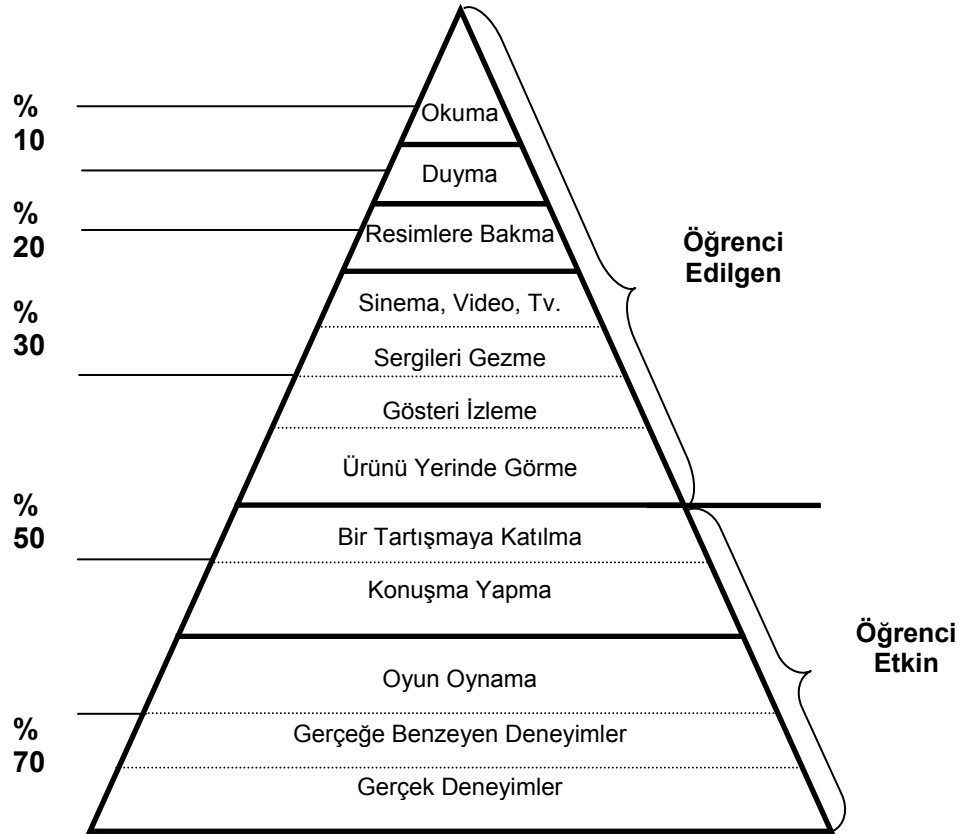 %
10
Okuma
Duyma
%
20
Resimlere Bakma
Öğrenci
Edilgen
%
30
Sinema, Video, Tv.
Sergileri Gezme
Gösteri İzleme
Ürünü Yerinde Görme
%
50
Bir Tartışmaya Katılma
Konuşma Yapma
Öğrenci
Etkin
Oyun Oynama
%
70
Gerçeğe Benzeyen Deneyimler
Gerçek Deneyimler